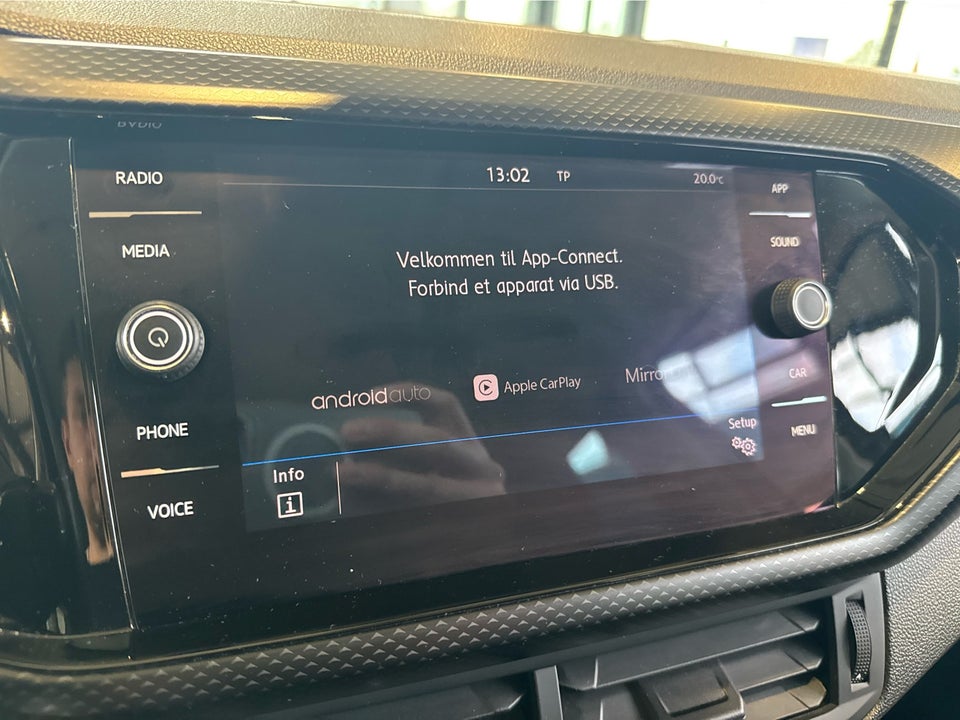 RADIO
MEDIA
PHONE
VOICE
13:02 TP 20.0°C
Velkommen til App-Connect.
Forbind et apparat via USB.
androidauto
Apple CarPlay
Setup
Info
i
APP
SOUND
CAR
MENU